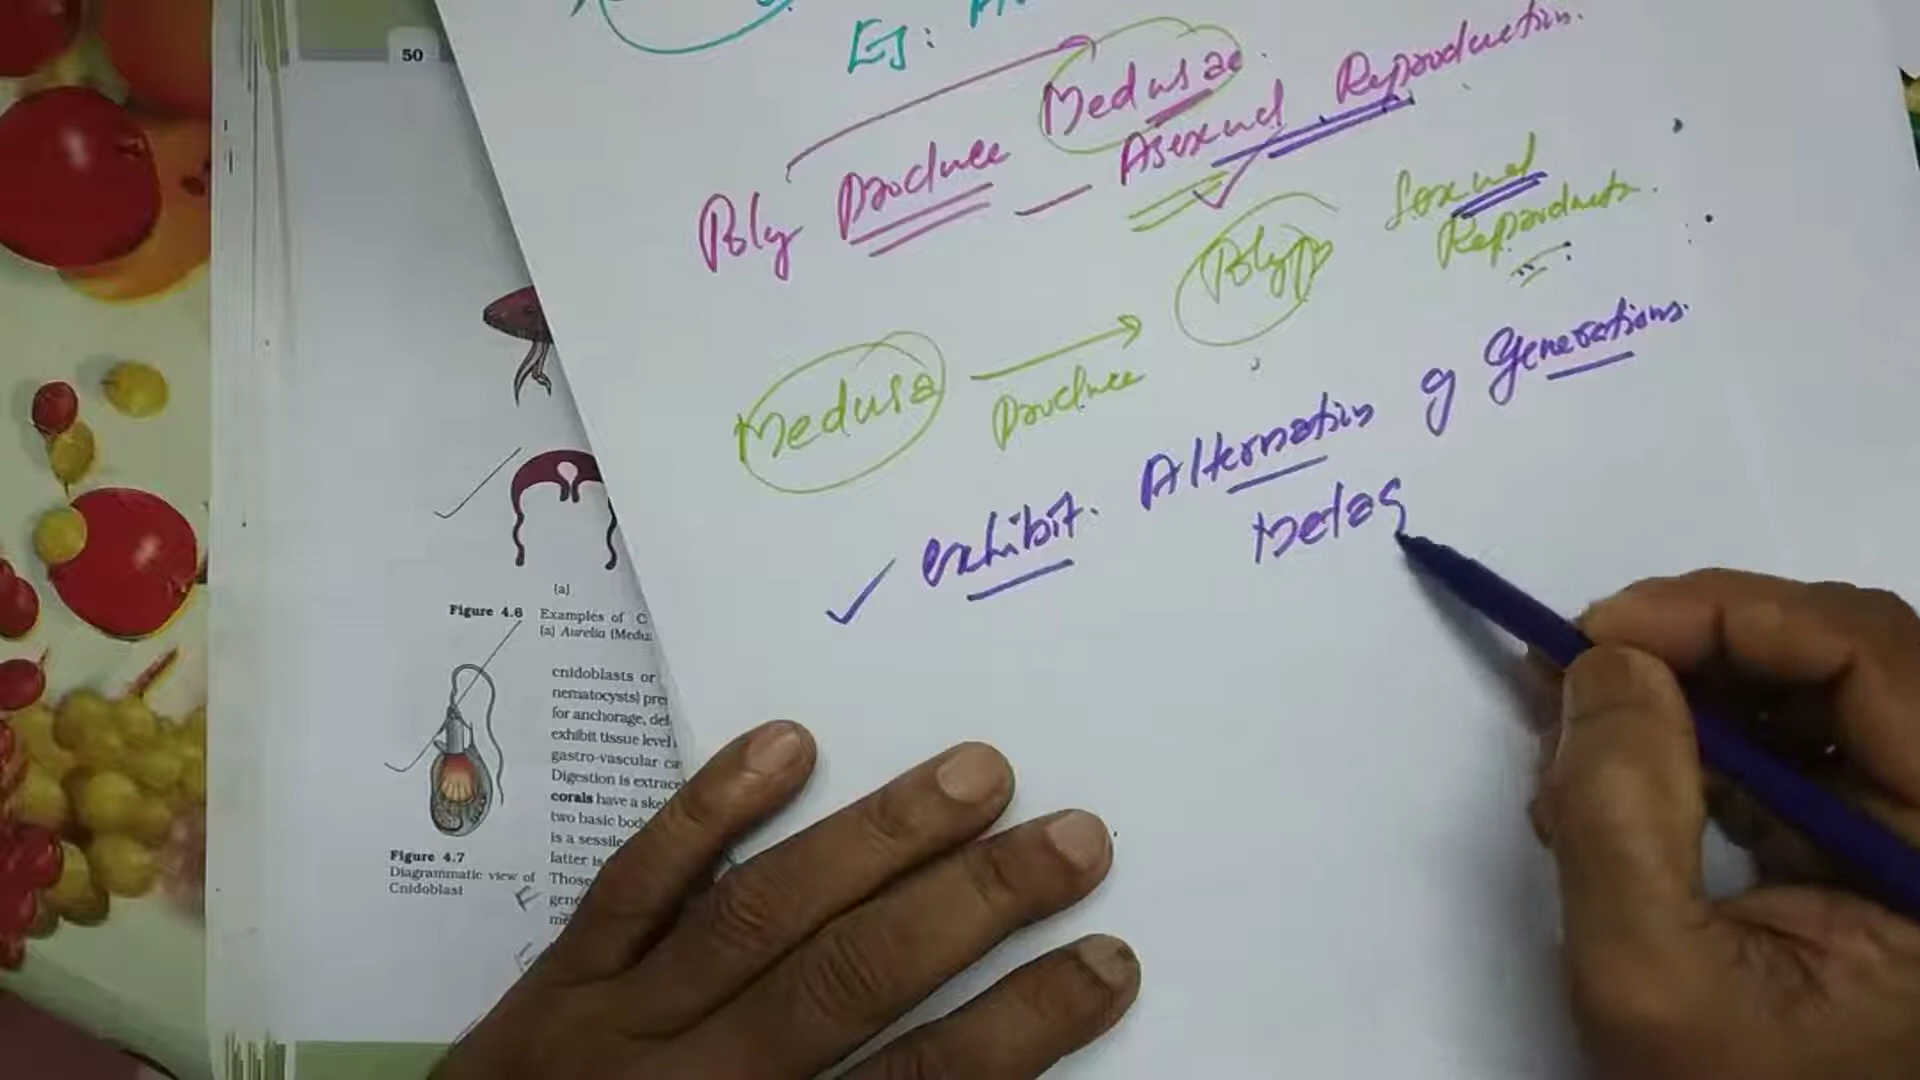 Eg:
Poly Produce Medusae - Asexual Reproduction.
Medusa Produce Polyp Sexual Reproduction.
✓ exhibit. Alternation of Generations.
Metag
50
(a)
Figure 4.6 Examples of C
(a) Aurelia (Medu
cnidoblasts or
nematocysts) pre
for anchorage, def
exhibit tissue level
gastro-vascular ca
Digestion is extrace
corals have a ske
two basic bod
is a sessile
latter is
Those
gene
me
Figure 4.7
Diagrammatic view of
Cnidoblast